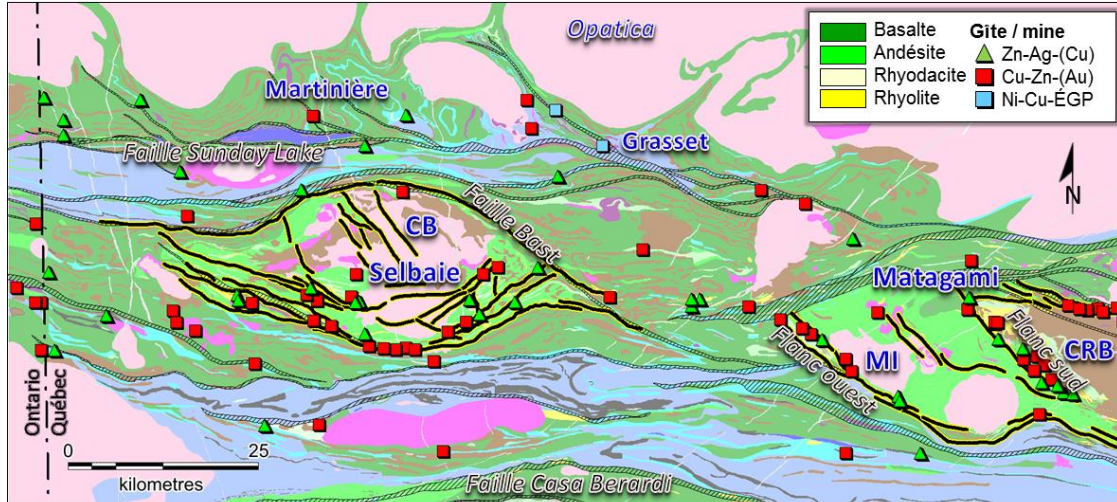 Opatica
Martinière
Grasset
Faille Sunday Lake
Faille Bast
CB
Selbaie
Matagami
Flanc ouest
MI
Flanc sud
CRB
Faille Casa Berardi
Ontario
Québec
0 25
kilometres
N
Basalte
Andésite
Rhyodacite
Rhyolite
Gîte / mine
Zn-Ag-(Cu)
Cu-Zn-(Au)
Ni-Cu-ÉGP